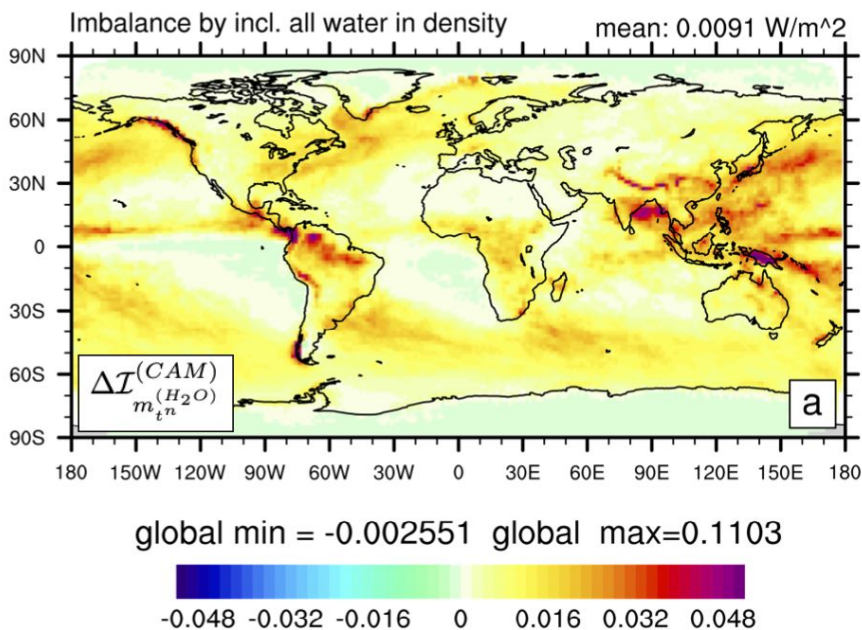 Imbalance by incl. all water in density mean: 0.0091 W/m^2
90N
60N
30N
0
30S
60S
90S
ΔI^{(CAM)}_{m_{t^n}^{(H_2O)}}
a
180 150W 120W 90W 60W 30W 0 30E 60E 90E 120E 150E 180
global min = -0.002551 global max=0.1103
-0.048 -0.032 -0.016 0 0.016 0.032 0.048